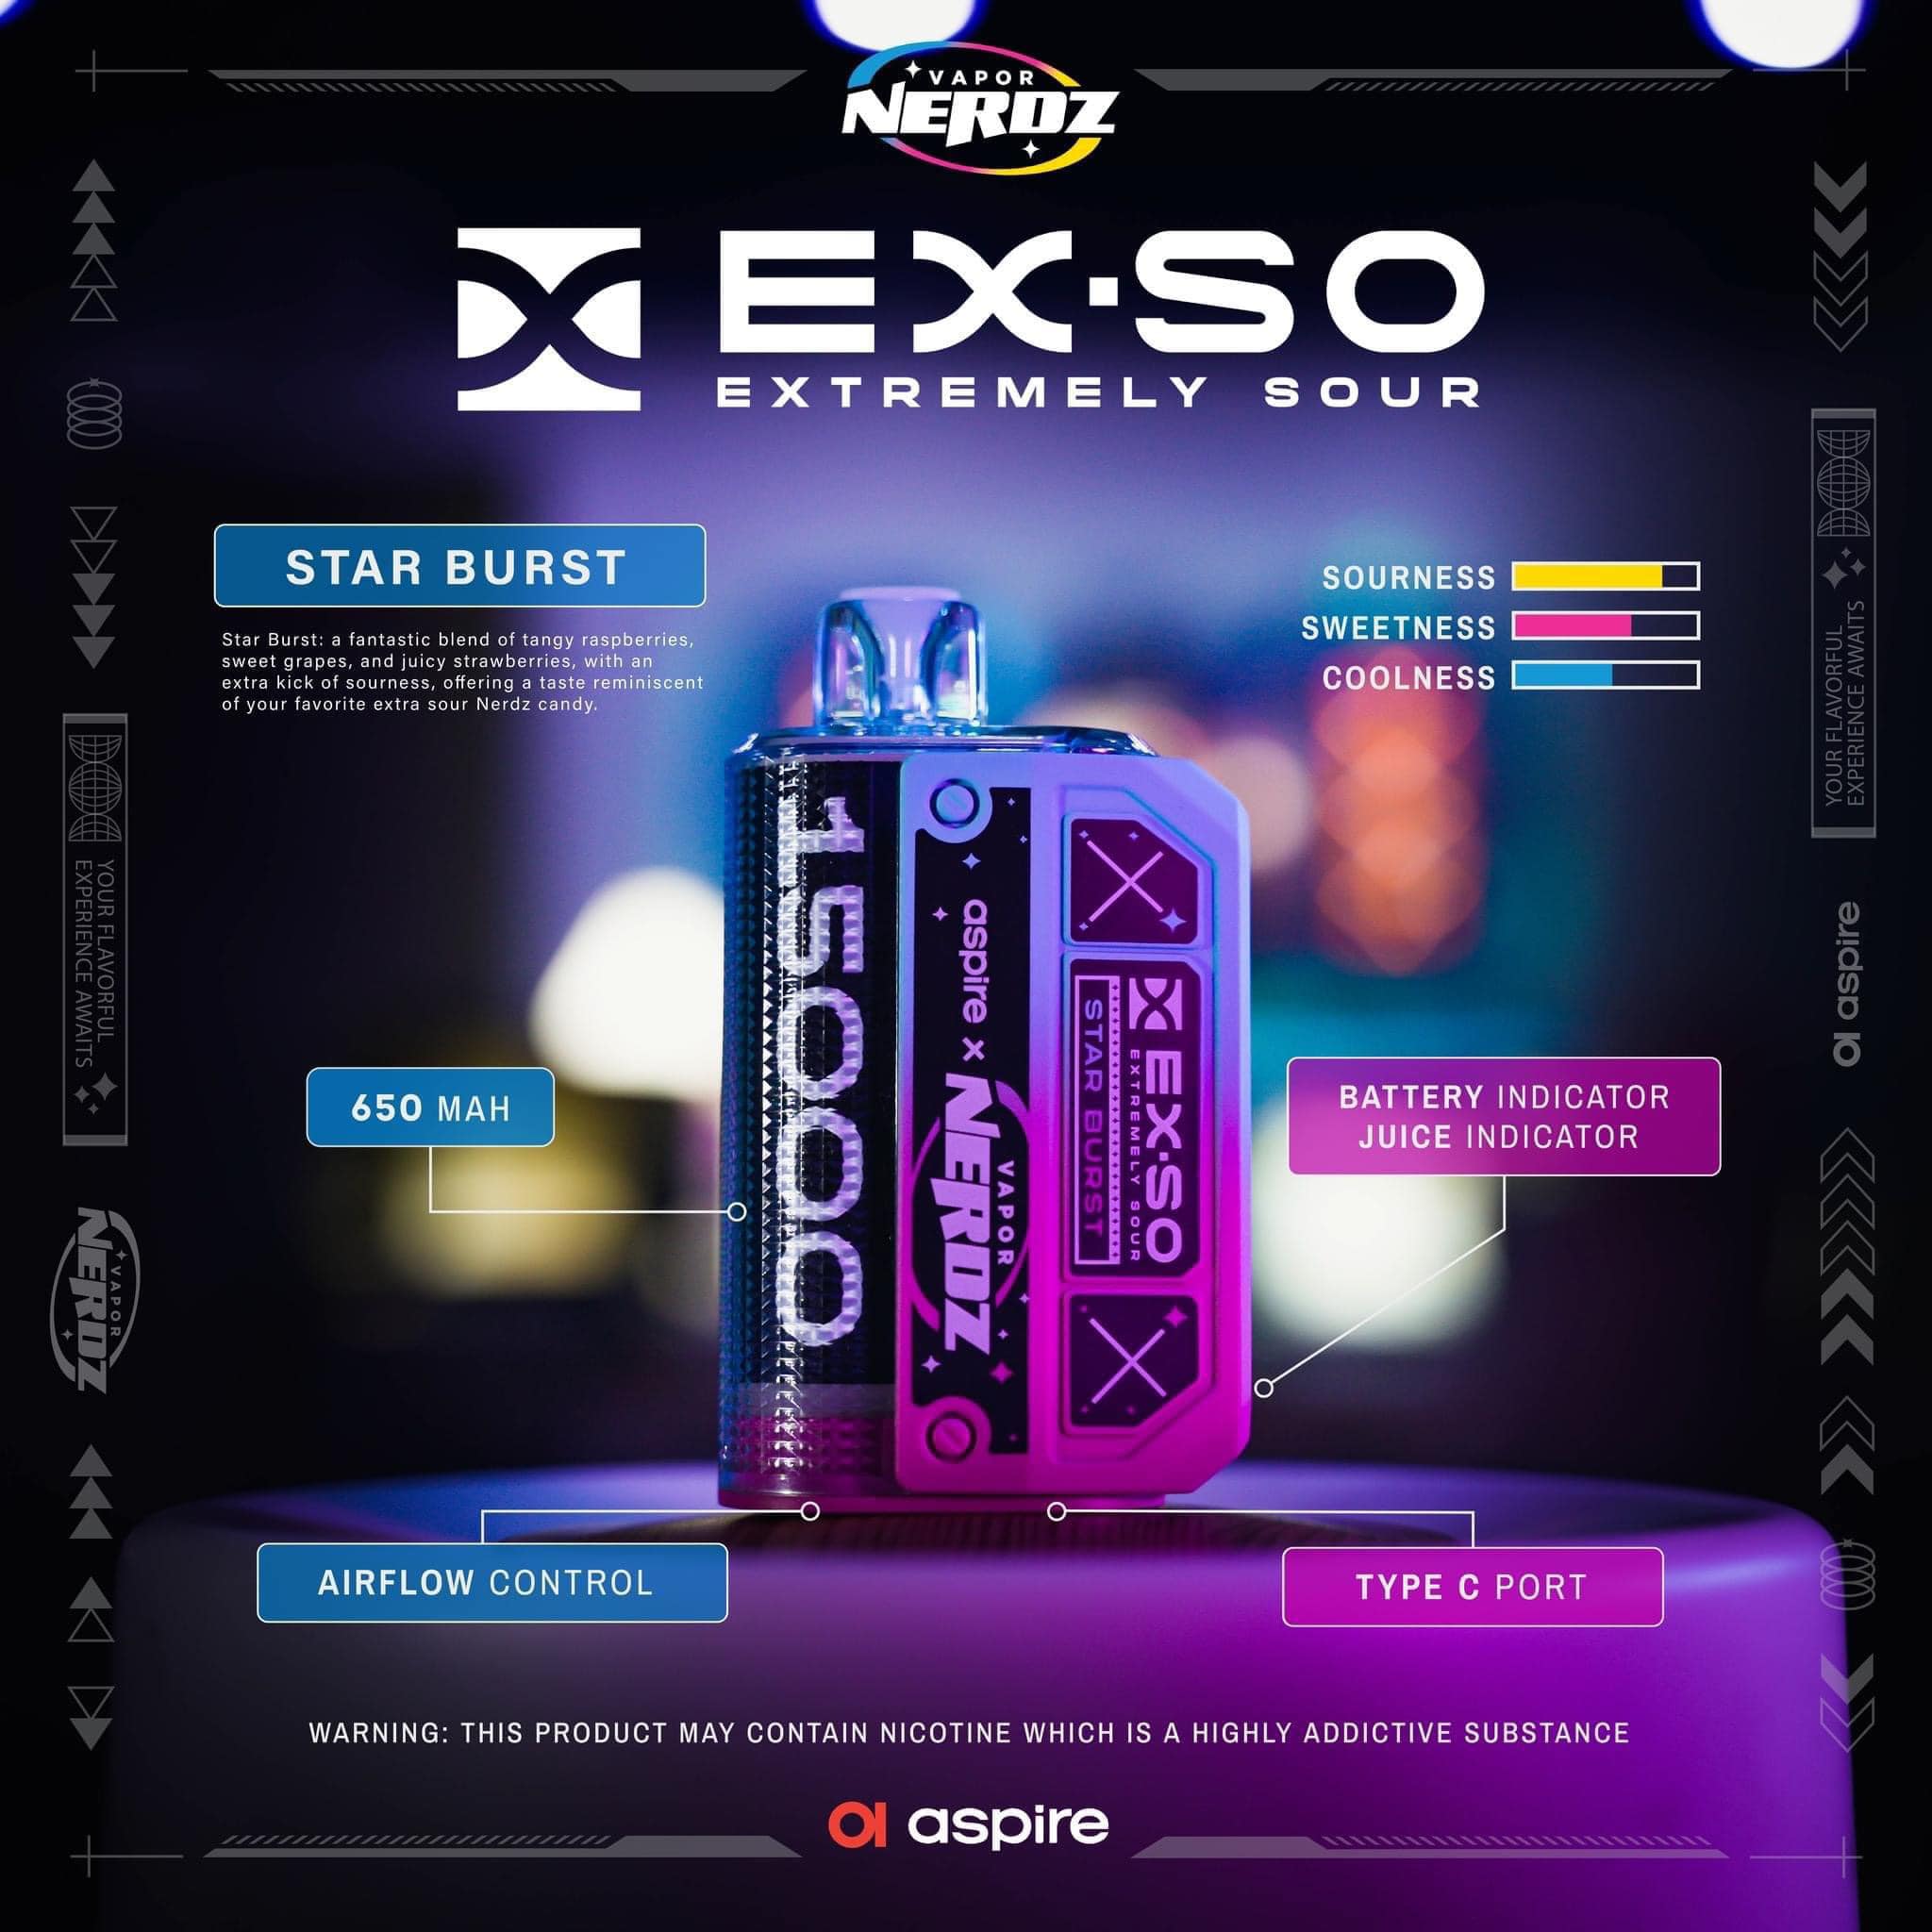 VAPOR
NERDZ
EX·SO
EXTREMELY SOUR
STAR BURST
Star Burst: a fantastic blend of tangy raspberries,
sweet grapes, and juicy strawberries, with an
extra kick of sourness, offering a taste reminiscent
of your favorite extra sour Nerdz candy.
SOURNESS
SWEETNESS
COOLNESS
YOUR FLAVORFUL
EXPERIENCE AWAITS
aspire
YOUR FLAVORFUL
EXPERIENCE AWAITS
VAPOR
NERDZ
15000
aspire x
VAPOR
NERDZ
EX·SO
EXTREMELY SOUR
STAR BURST
650 MAH
BATTERY INDICATOR
JUICE INDICATOR
AIRFLOW CONTROL
TYPE C PORT
WARNING: THIS PRODUCT MAY CONTAIN NICOTINE WHICH IS A HIGHLY ADDICTIVE SUBSTANCE
aspire